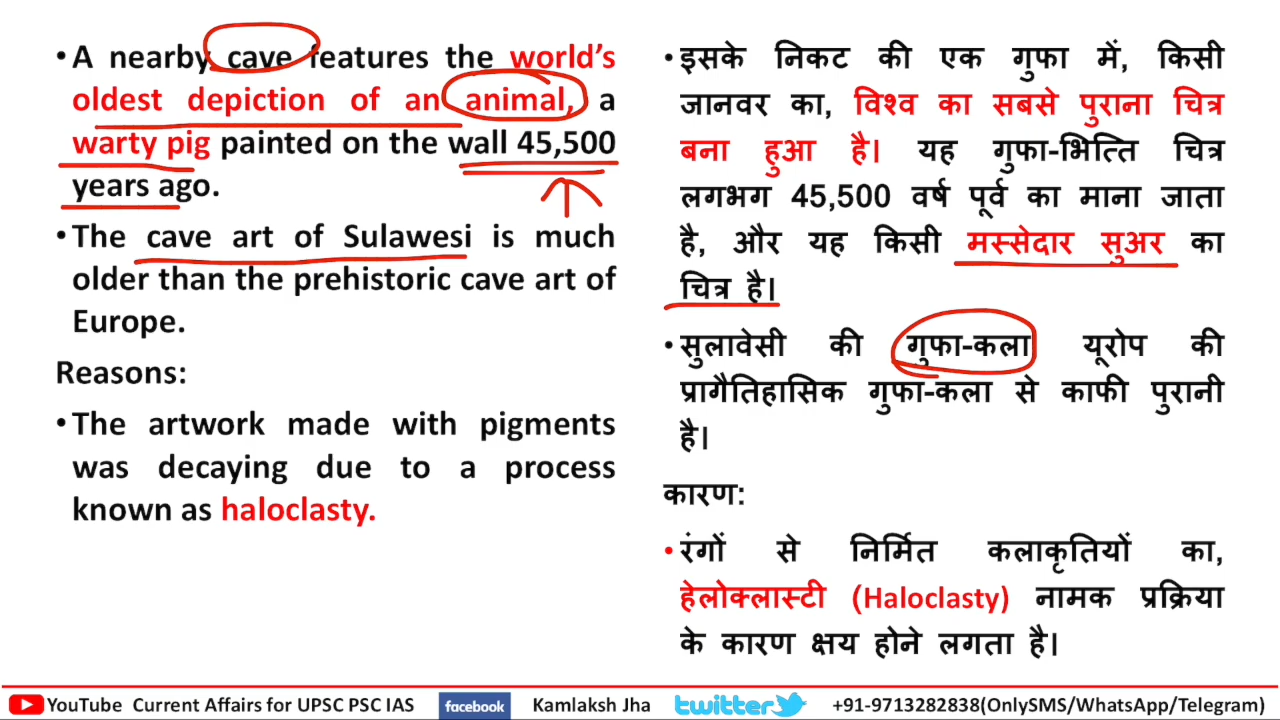 •A nearby cave features the world's
oldest depiction of an animal, a
warty pig painted on the wall 45,500
years ago.
•The cave art of Sulawesi is much
older than the prehistoric cave art of
Europe.
Reasons:
•The artwork made with pigments
was decaying due to a process
known as haloclasty.
•इसके निकट की एक गुफा में, किसी
जानवर का, विश्व का सबसे पुराना चित्र
बना हुआ है। यह गुफा-भित्ति चित्र
लगभग 45,500 वर्ष पूर्व का माना जाता
है, और यह किसी मस्सेदार सुअर का
चित्र है।
•सुलावेसी की गुफा-कला यूरोप की
प्रागैतिहासिक गुफा-कला से काफी पुरानी
है।
कारण:
•रंगों से निर्मित कलाकृतियों का,
हेलोक्लास्टी (Haloclasty) नामक प्रक्रिया
के कारण क्षय होने लगता है।
YouTube Current Affairs for UPSC PSC IAS facebook Kamlaksh Jha twitter +91-9713282838(OnlySMS/WhatsApp/Telegram)